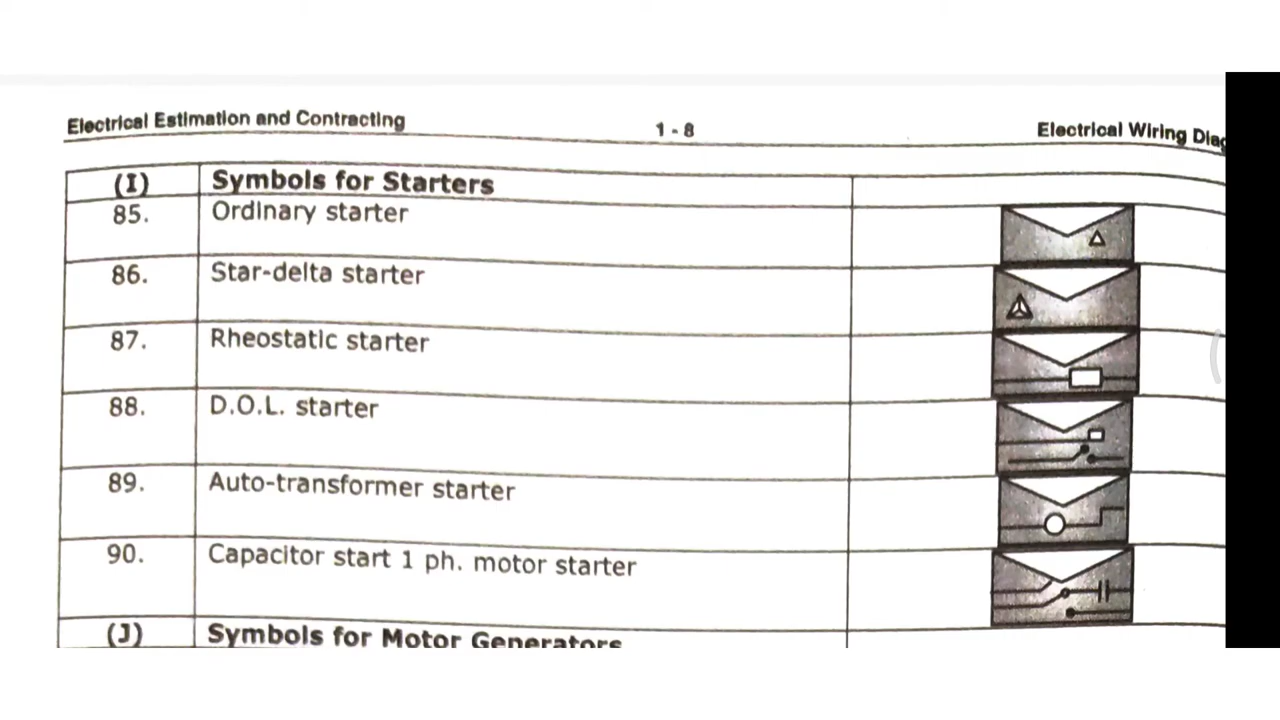 Electrical Estimation and Contracting 1 - 8 Electrical Wiring Diag
(I) Symbols for Starters
85. Ordinary starter
86. Star-delta starter
87. Rheostatic starter
88. D.O.L. starter
89. Auto-transformer starter
90. Capacitor start 1 ph. motor starter
(J) Symbols for Motor Generators